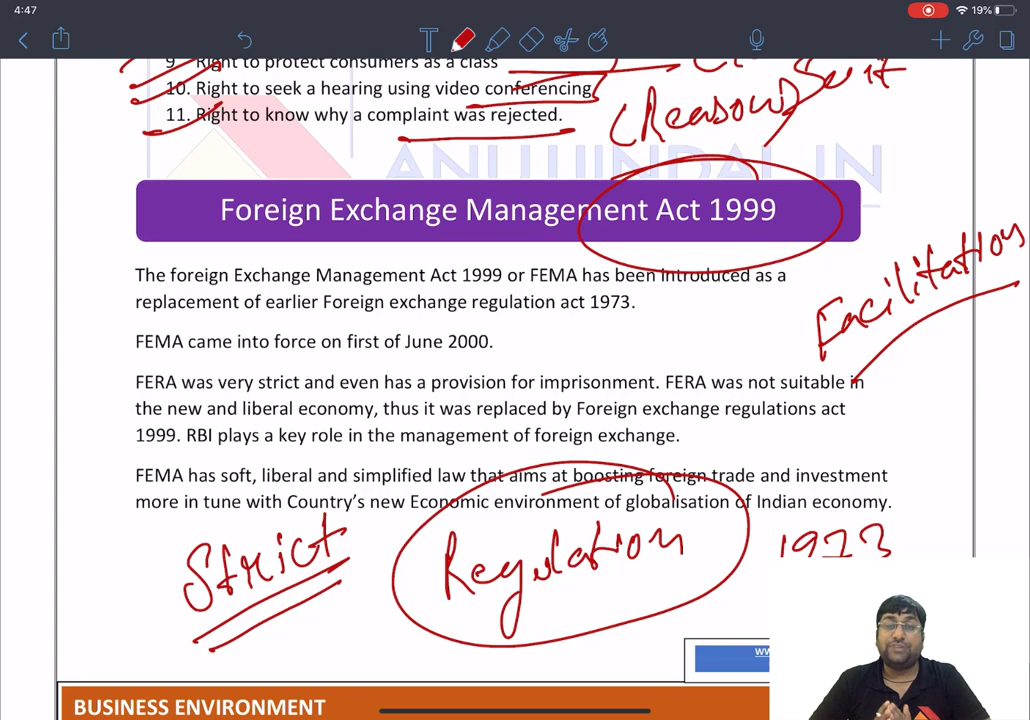 4:47
19%
T
9 Right to protect consumers as a class
10. Right to seek a hearing using video conferencing
(Reason) Seek it
11. Right to know why a complaint was rejected.
ANUJJINDAL.IN
Foreign Exchange Management Act 1999
The foreign Exchange Management Act 1999 or FEMA has been introduced as a
replacement of earlier Foreign exchange regulation act 1973.
Facilitation
FEMA came into force on first of June 2000.
FERA was very strict and even has a provision for imprisonment. FERA was not suitable in
the new and liberal economy, thus it was replaced by Foreign exchange regulations act
1999. RBI plays a key role in the management of foreign exchange.
FEMA has soft, liberal and simplified law that aims at boosting foreign trade and investment
more in tune with Country's new Economic environment of globalisation of Indian economy.
Strict
Regulation
1973
BUSINESS ENVIRONMENT